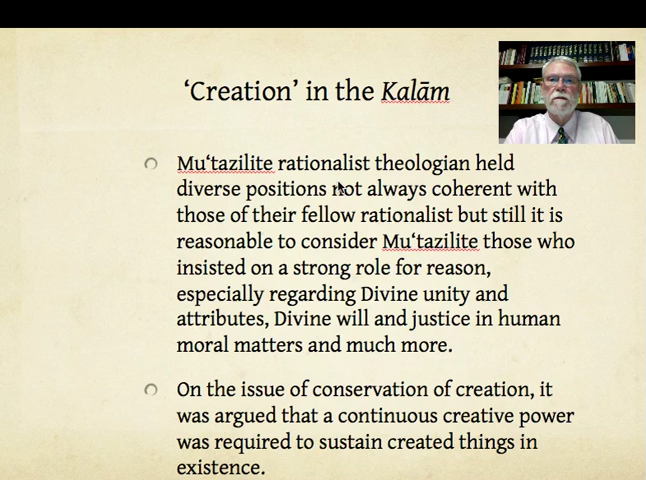 ‘Creation’ in the Kalām
Mu‘tazilite rationalist theologian held
diverse positions not always coherent with
those of their fellow rationalist but still it is
reasonable to consider Mu‘tazilite those who
insisted on a strong role for reason,
especially regarding Divine unity and
attributes, Divine will and justice in human
moral matters and much more.
On the issue of conservation of creation, it
was argued that a continuous creative power
was required to sustain created things in
existence.